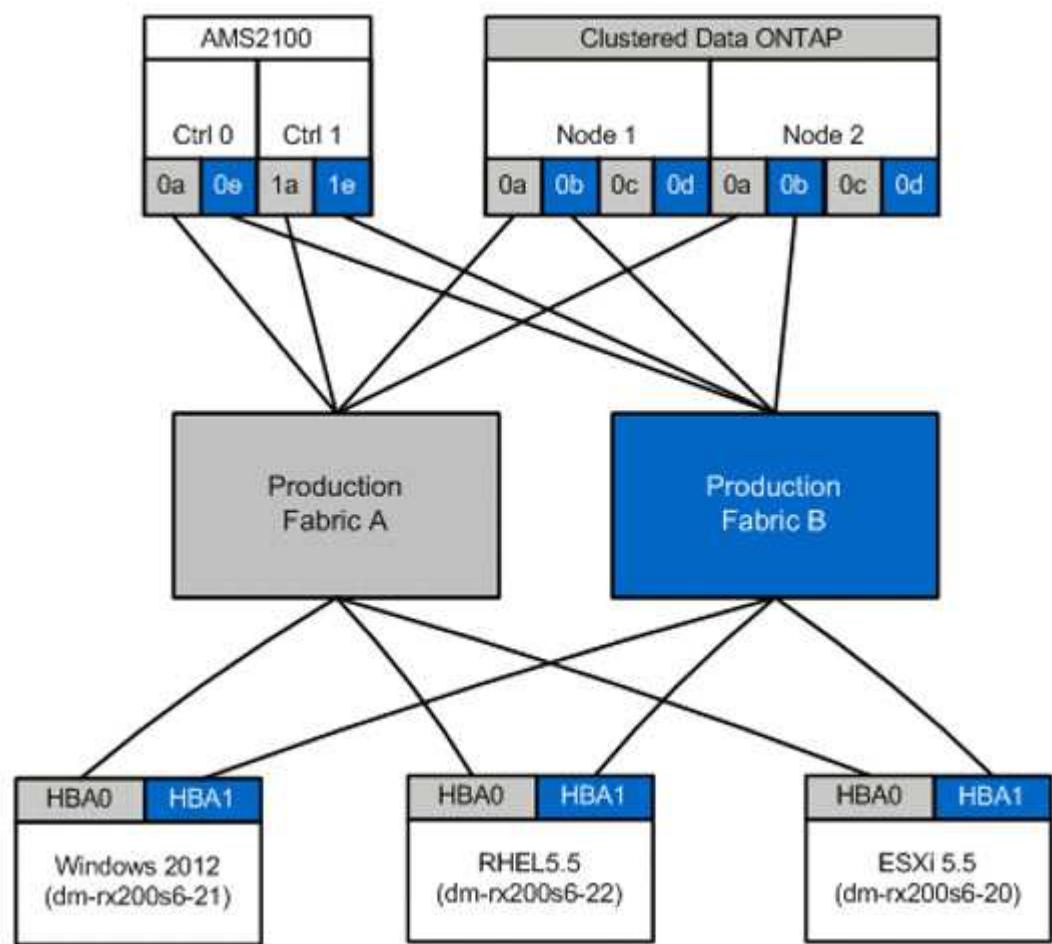 AMS2100
Clustered Data ONTAP
Ctrl 0
Ctrl 1
Node 1
Node 2
0a
0e
1a
1e
0a
0b
0c
0d
0a
0b
0c
0d
Production
Fabric A
Production
Fabric B
HBA0
HBA1
HBA0
HBA1
HBA0
HBA1
Windows 2012
(dm-rx200s6-21)
RHEL5.5
(dm-rx200s6-22)
ESXi 5.5
(dm-rx200s6-20)